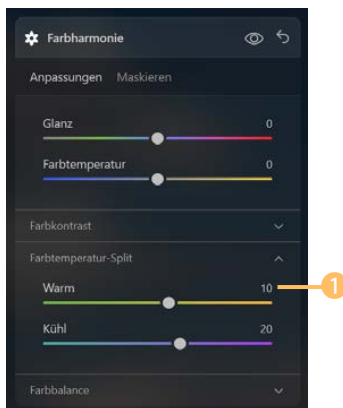 Farbharmonie
Anpassungen Maskieren
Glanz 0
Farbtemperatur 0
Farbkontrast
Farbtemperatur-Split
Warm 10
1
Kühl 20
Farbbalance